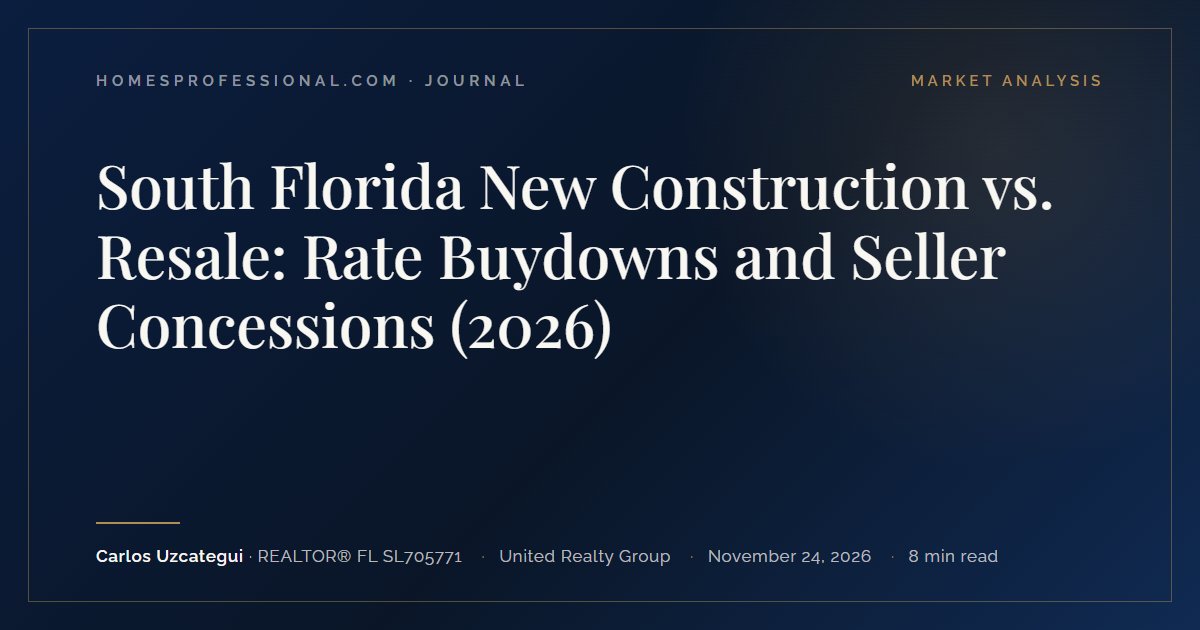 HOMESPROFESSIONAL.COM · JOURNAL
MARKET ANALYSIS
South Florida New Construction vs.
Resale: Rate Buydowns and Seller
Concessions (2026)
Carlos Uzcategui · REALTOR® FL SL705771 · United Realty Group · November 24, 2026 · 8 min read